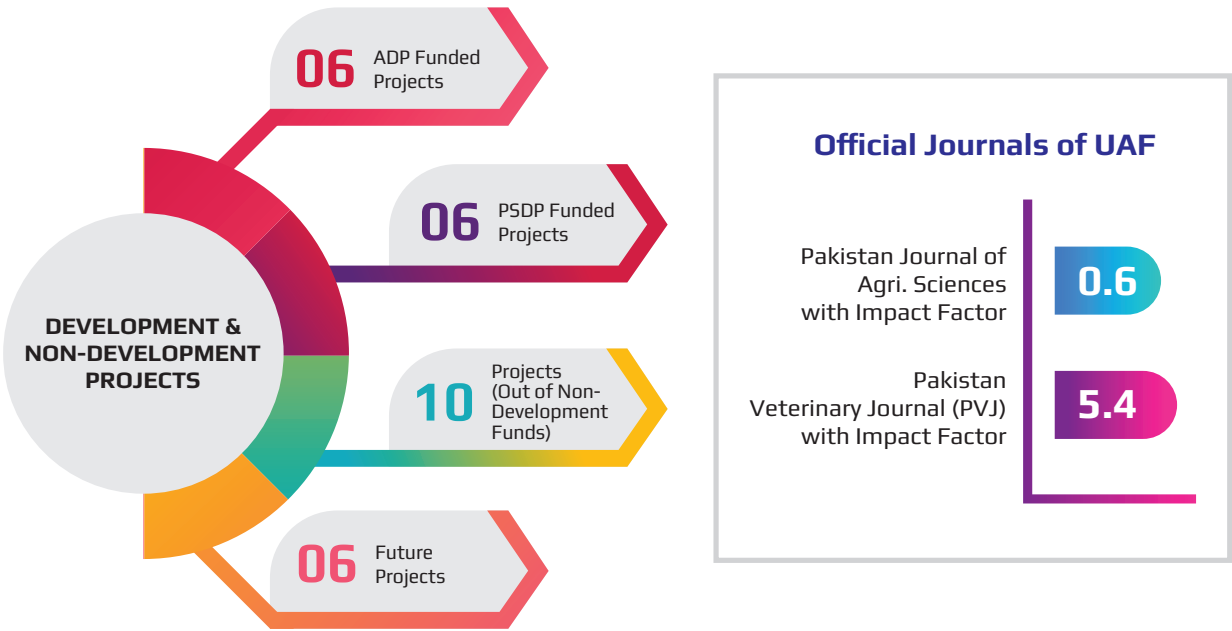 06
ADP Funded
Projects
06
PSDP Funded
Projects
DEVELOPMENT &
NON-DEVELOPMENT
PROJECTS
10
Projects
(Out of Non-
Development
Funds)
06
Future
Projects
Official Journals of UAF
Pakistan Journal of
Agri. Sciences
with Impact Factor
0.6
Pakistan
Veterinary Journal (PVJ)
with Impact Factor
5.4